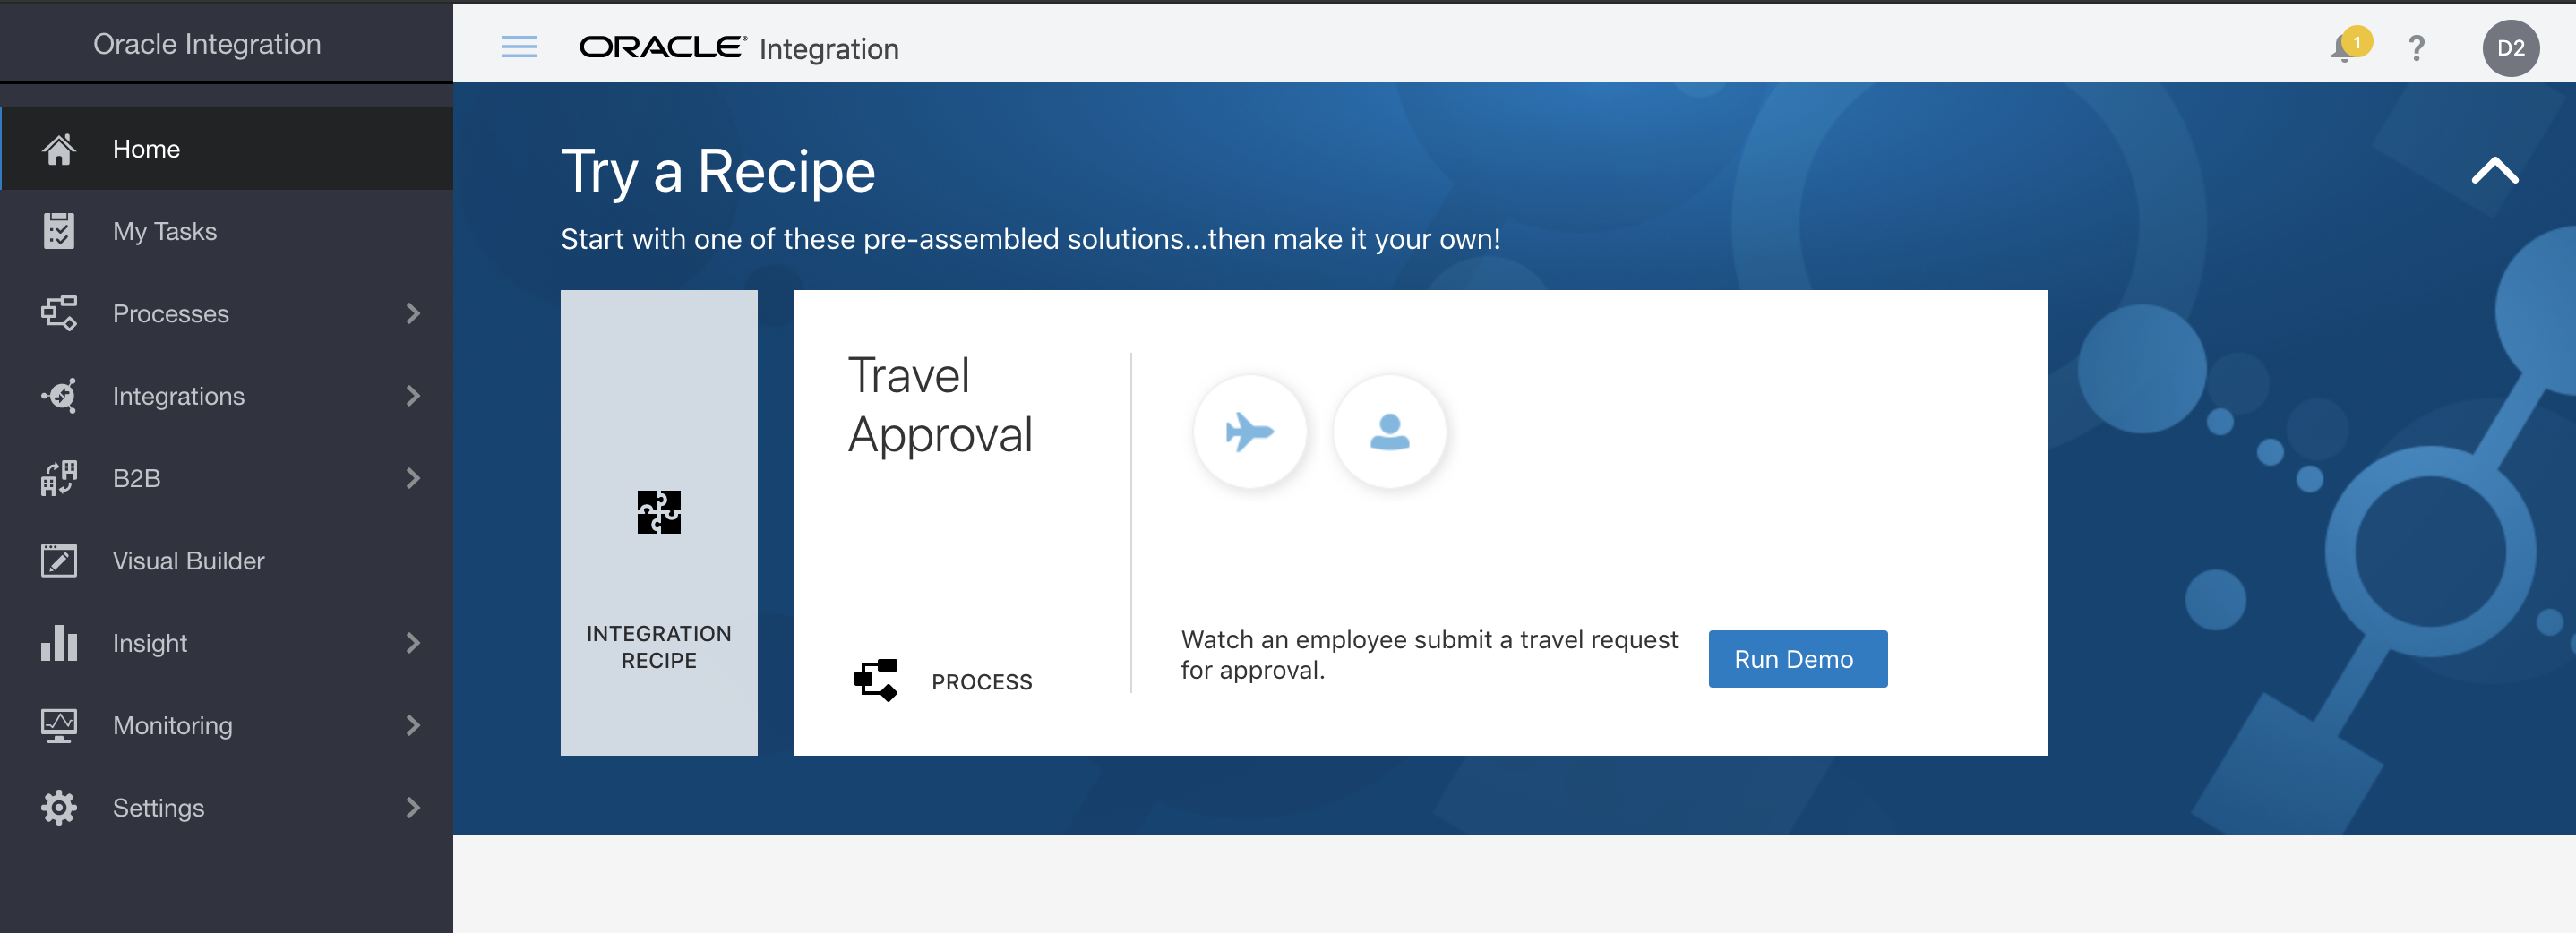 Oracle Integration
Home
My Tasks
Processes
Integrations
B2B
Visual Builder
Insight
Monitoring
Settings
ORACLE® Integration
1
?
D2
Try a Recipe
Start with one of these pre-assembled solutions...then make it your own!
INTEGRATION
RECIPE
Travel
Approval
PROCESS
Watch an employee submit a travel request
for approval.
Run Demo